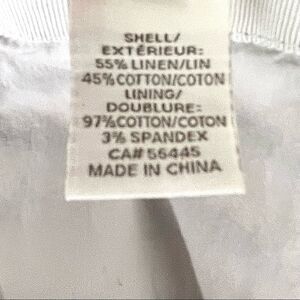 SHELL/
EXTÉRIEUR:
55% LINEN/LIN
45% COTTON/COTON
LINING/
DOUBLURE:
97% COTTON/COTON
3% SPANDEX
CA# 56445
MADE IN CHINA